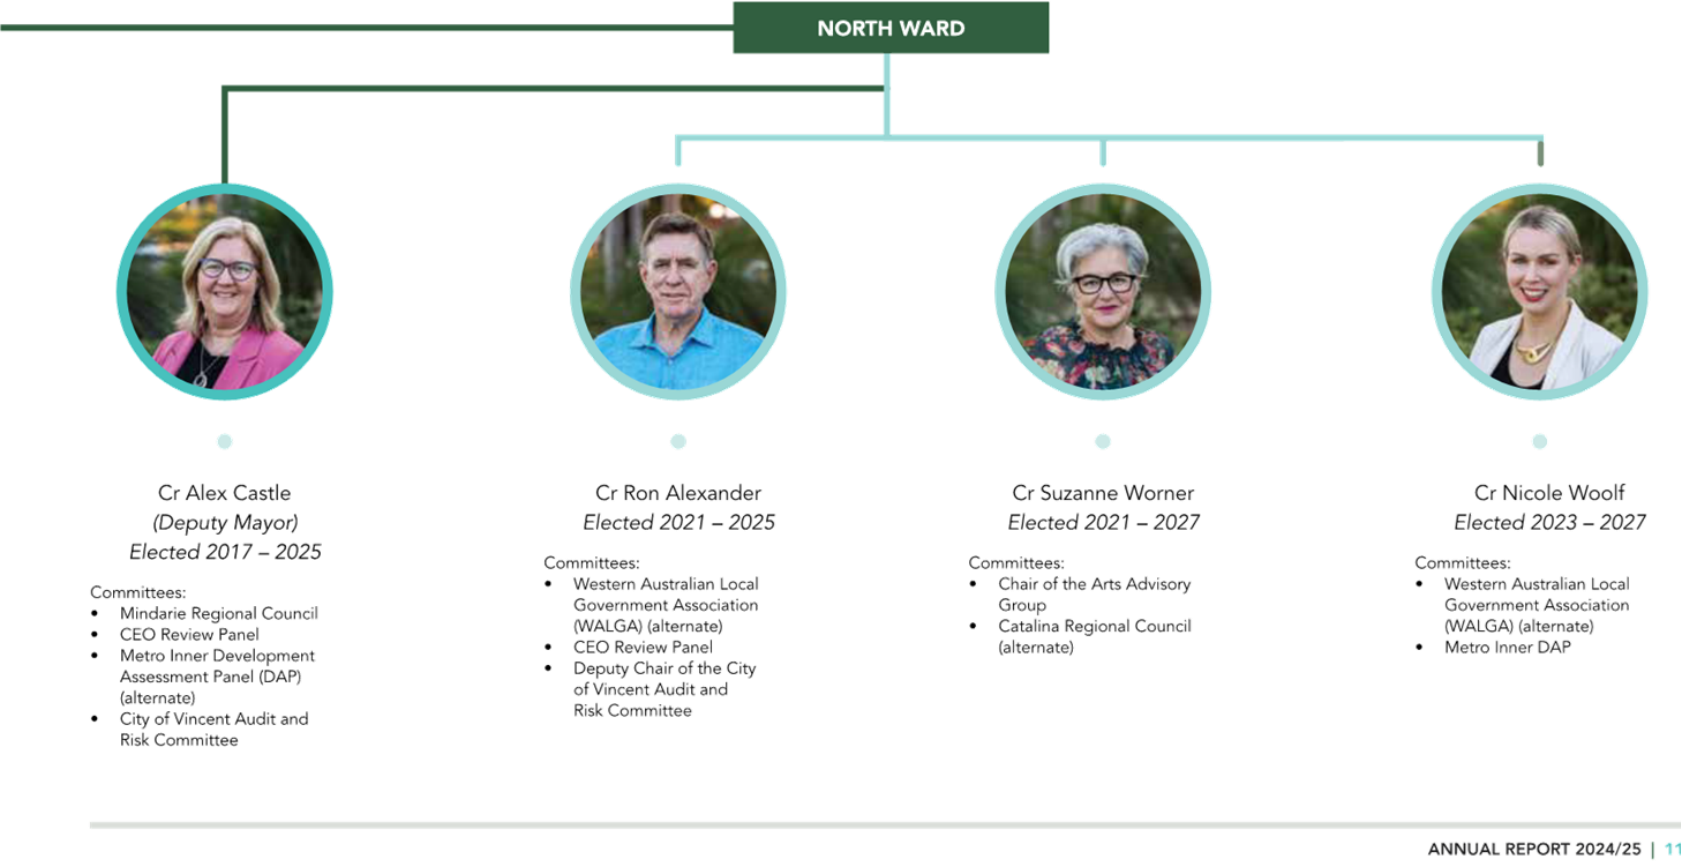 NORTH WARD
Cr Alex Castle
(Deputy Mayor)
Elected 2017 – 2025
Committees:
• Mindarie Regional Council
• CEO Review Panel
• Metro Inner Development
Assessment Panel (DAP)
(alternate)
• City of Vincent Audit and
Risk Committee
Cr Ron Alexander
Elected 2021 – 2025
Committees:
• Western Australian Local
Government Association
(WALGA) (alternate)
• CEO Review Panel
• Deputy Chair of the City
of Vincent Audit and
Risk Committee
Cr Suzanne Worner
Elected 2021 – 2027
Committees:
• Chair of the Arts Advisory
Group
• Catalina Regional Council
(alternate)
Cr Nicole Woolf
Elected 2023 – 2027
Committees:
• Western Australian Local
Government Association
(WALGA) (alternate)
• Metro Inner DAP
ANNUAL REPORT 2024/25 | 11